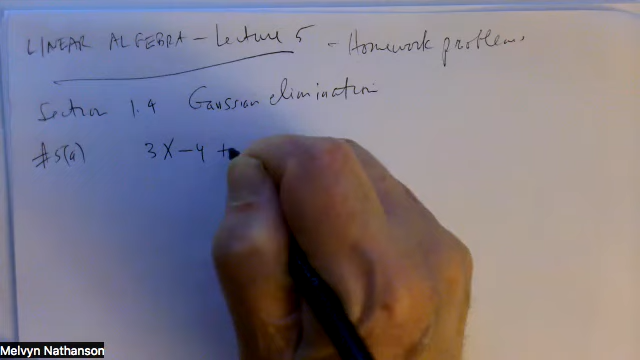 LINEAR ALGEBRA - Lecture 5 - Homework problems
Section 1.4 Gaussian elimination
#5(a) 3x - y +
Melvyn Nathanson